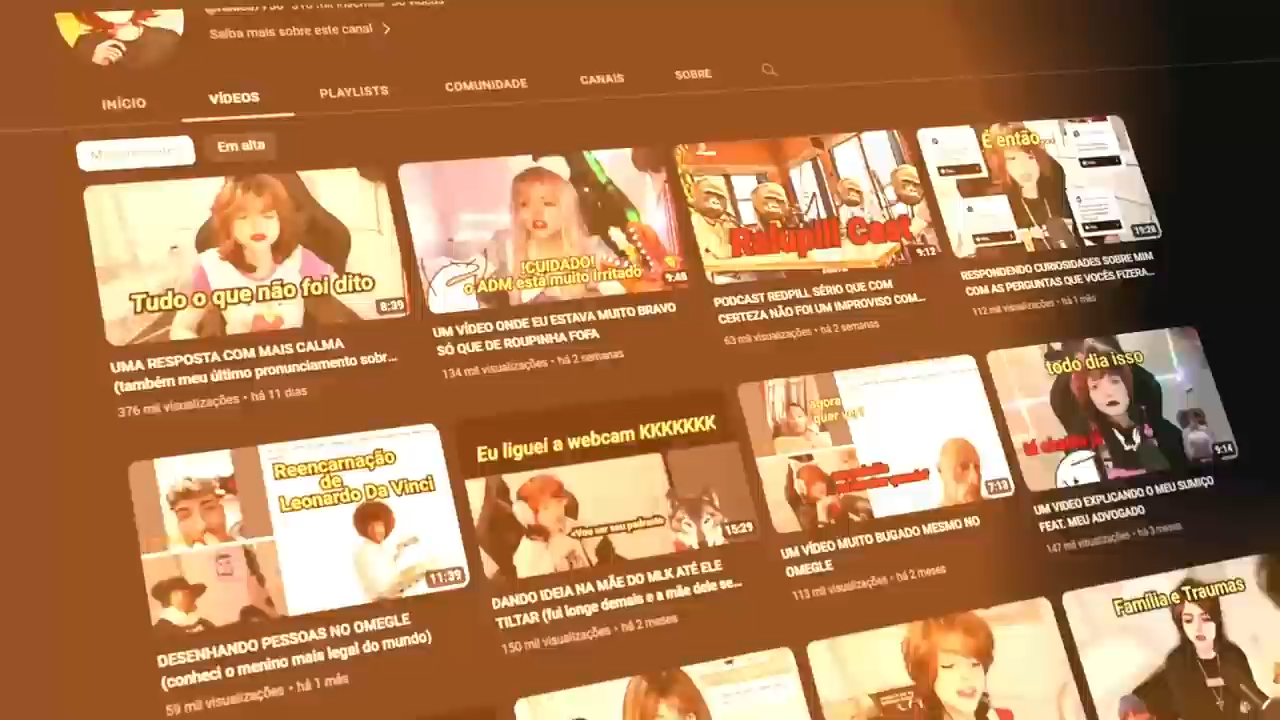 Saiba mais sobre este canal
INÍCIO
VÍDEOS
PLAYLISTS
COMUNIDADE
CANAIS
SOBRE
Em alta
Tudo o que não foi dito
8:39
UMA RESPOSTA COM MAIS CALMA
(também meu último pronunciamento sobr...
376 mil visualizações • há 11 dias
!CUIDADO!
o ADM está muito irritado
9:48
UM VÍDEO ONDE EU ESTAVA MUITO BRAVO
SÓ QUE DE ROUPINHA FOFA
134 mil visualizações • há 2 semanas
Cast
9:12
PODCAST REDPILL SÉRIO QUE COM
CERTEZA NÃO FOI UM IMPROVISO COM...
63 mil visualizações • há 2 semanas
É então
19:28
RESPONDENDO CURIOSIDADES SOBRE MIM
COM AS PERGUNTAS QUE VOCÊS FIZERA...
112 mil visualizações • há 1 mês
Reencarnação
de
Leonardo Da Vinci
11:39
DESENHANDO PESSOAS NO OMEGLE
(conheci o menino mais legal do mundo)
59 mil visualizações • há 1 mês
Eu liguei a webcam KKKKKKK
«Vou ser seu padrasto
15:29
DANDO IDEIA NA MÃE DO MLK ATÉ ELE
TILTAR (fui longe demais e a mãe dele se...
150 mil visualizações • há 2 meses
agora
quer ver?
7:13
UM VÍDEO MUITO BUGADO MESMO NO
OMEGLE
113 mil visualizações • há 2 meses
todo dia isso
9:14
UM VIDEO EXPLICANDO O MEU SUMIÇO
FEAT. MEU ADVOGADO
147 mil visualizações • há 3 meses
Família e Traumas